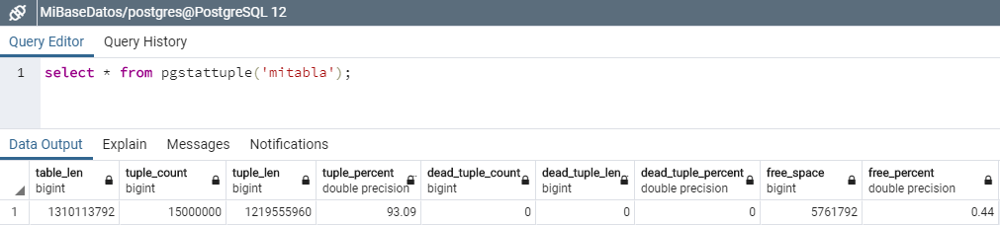 MiBaseDatos/postgres@PostgreSQL 12
Query Editor Query History
1 select * from pgstattuple('mitabla');
Data Output Explain Messages Notifications
table_len tuple_count tuple_len tuple_percent dead_tuple_count dead_tuple_len dead_tuple_percent free_space free_percent
bigint bigint bigint double precision bigint bigint double precision bigint double precision
1 1310113792 15000000 1219555960 93.09 0 0 0 5761792 0.44